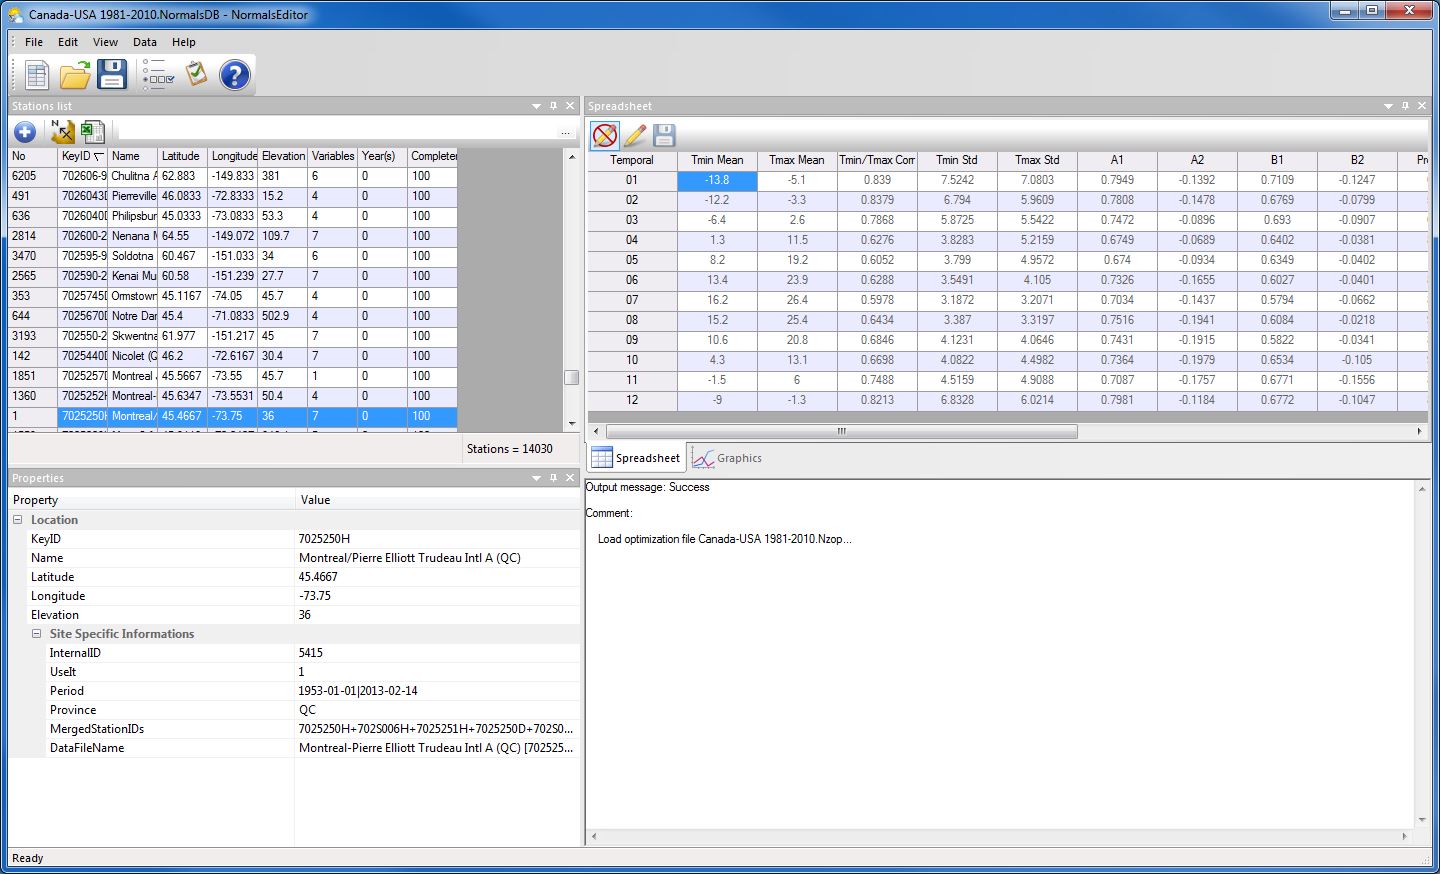 Canada-USA 1981-2010.NormalsDB - NormalsEditor
File Edit View Data Help
Stations list
N
...
No KeyID Name Latitude Longitude Elevation Variables Year(s) Completer
6205 702606-9 Chulitna 62.883 -149.833 381 6 0 100
491 7026043 Pierreville 46.0833 -72.8333 15.2 4 0 100
636 7026040 Philipsbur 45.0333 -73.0833 53.3 4 0 100
2814 702600-2 Nenana 64.55 -149.072 109.7 7 0 100
3470 702595-9 Soldotna 60.467 -151.033 34 6 0 100
2565 702590-2 Kenai Mu 60.58 -151.239 27.7 7 0 100
353 7025745 Ormstown 45.1167 -74.05 45.7 4 0 100
644 7025670 Notre Dar 45.4 -71.0833 502.9 4 0 100
3193 702550-2 Skwentna 61.977 -151.217 45 7 0 100
142 7025440 Nicolet (Q 46.2 -72.6167 30.4 7 0 100
1851 7025257 Montreal 45.5667 -73.55 45.7 1 0 100
1360 7025252 Montreal- 45.6347 -73.5531 50.4 4 0 100
1 7025250 Montreal/ 45.4667 -73.75 36 7 0 100
Stations = 14030
Properties
Property Value
Location
KeyID 7025250H
Name Montreal/Pierre Elliott Trudeau Intl A (QC)
Latitude 45.4667
Longitude -73.75
Elevation 36
Site Specific Informations
InternalID 5415
UseIt 1
Period 1953-01-01|2013-02-14
Province QC
MergedStationIDs 7025250H+702S006H+7025251H+7025250D+702S0...
DataFileName Montreal-Pierre Elliott Trudeau Intl A (QC) [702525...
Spreadsheet
Temporal Tmin Mean Tmax Mean Tmin/Tmax Corr Tmin Std Tmax Std A1 A2 B1 B2 Pr
01 -13.8 -5.1 0.839 7.5242 7.0803 0.7949 -0.1392 0.7109 -0.1247
02 -12.2 -3.3 0.8379 6.794 5.9609 0.7808 -0.1478 0.6769 -0.0799
03 -6.4 2.6 0.7868 5.8725 5.5422 0.7472 -0.0896 0.693 -0.0907
04 1.3 11.5 0.6276 3.8283 5.2159 0.6749 -0.0689 0.6402 -0.0381
05 8.2 19.2 0.6052 3.799 4.9572 0.674 -0.0934 0.6349 -0.0402
06 13.4 23.9 0.6288 3.5491 4.105 0.7326 -0.1655 0.6027 -0.0401
07 16.2 26.4 0.5978 3.1872 3.2071 0.7034 -0.1437 0.5794 -0.0662
08 15.2 25.4 0.6434 3.387 3.3197 0.7516 -0.1941 0.6084 -0.0218
09 10.6 20.8 0.6846 4.1231 4.0646 0.7431 -0.1915 0.5822 -0.0341
10 4.3 13.1 0.6698 4.0822 4.4982 0.7364 -0.1979 0.6534 -0.105
11 -1.5 6 0.7488 4.5159 4.9088 0.7087 -0.1757 0.6771 -0.1556
12 -9 -1.3 0.8213 6.8328 6.0214 0.7981 -0.1184 0.6772 -0.1047
Spreadsheet Graphics
Output message: Success
Comment:
Load optimization file Canada-USA 1981-2010.Nzop...
Ready